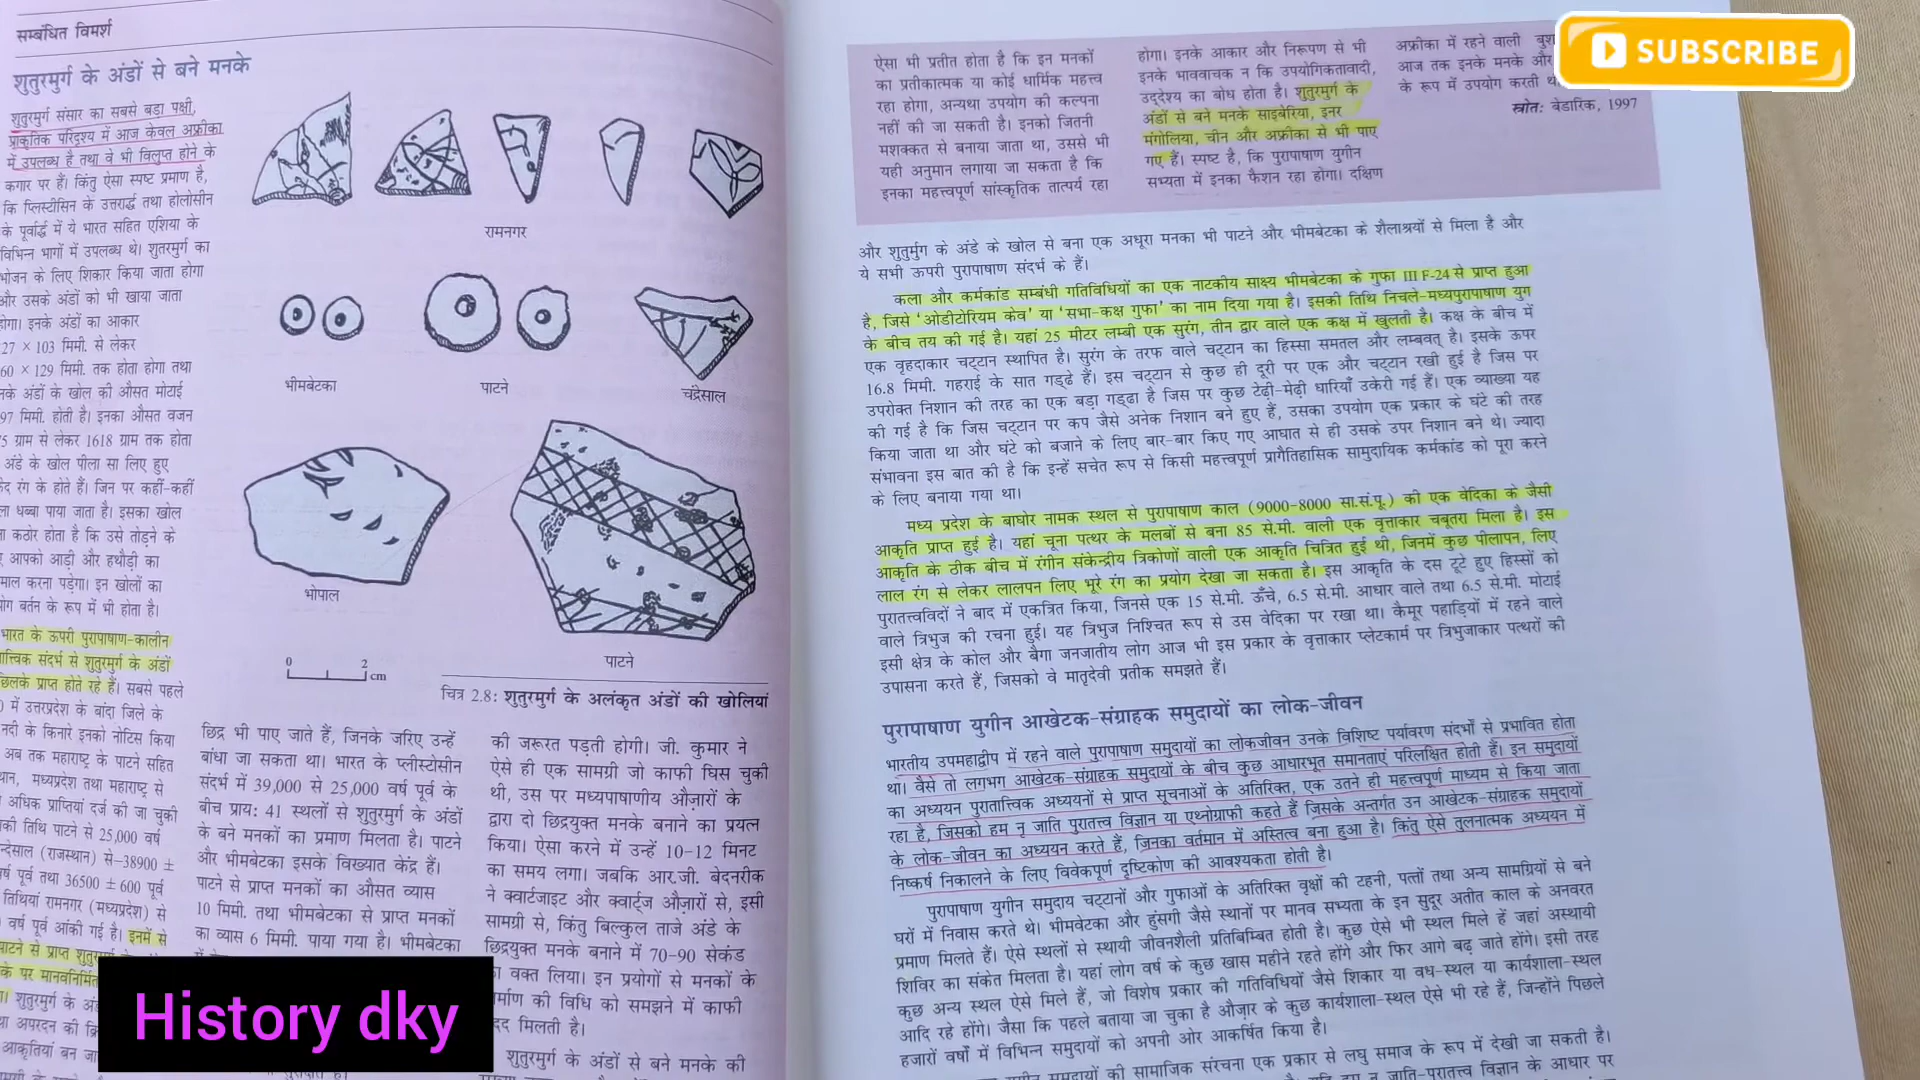 सम्बंधित विमर्श
शुतुरमुर्ग के अंडों से बने मनके
शुतुरमुर्ग संसार का सबसे बड़ा पक्षी,
प्राकृतिक परिदृश्य में आज केवल अफ्रीका
में उपलब्ध है तथा वे भी विलुप्त होने के
कगार पर हैं। किंतु ऐसा स्पष्ट प्रमाण है,
कि प्लिस्टीसिन के उत्तरार्द्ध तथा होलोसीन
के पूर्वार्द्ध में ये भारत सहित एशिया के
विभिन्न भागों में उपलब्ध थे। शुतरमुर्ग का
भोजन के लिए शिकार किया जाता होगा
और उसके अंडों को भी खाया जाता
होगा। इनके अंडों का आकार
27 × 103 मिमी. से लेकर
60 × 129 मिमी. तक होता होगा तथा
के अंडों के खोल की औसत मोटाई
97 मिमी. होती है। इनका औसत वजन
5 ग्राम से लेकर 1618 ग्राम तक होता
अंडे के खोल पीला सा लिए हुए
रंग के होते हैं। जिन पर कहीं-कहीं
धब्बा पाया जाता है। इसका खोल
कठोर होता है कि उसे तोड़ने के
आपको आड़ी और हथौड़ी का
करना पड़ेगा। इन खोलों का
बर्तन के रूप में भी होता है।
भारत के ऊपरी पुरापाषाण-कालीन
संदर्भ से शुतुरमुर्ग के अंडों
प्राप्त होते रहे हैं। सबसे पहले
में उत्तरप्रदेश के बांदा जिले के
नदी के किनारे इनको नोटिस किया
अब तक महाराष्ट्र के पाटने सहित
मध्यप्रदेश तथा महाराष्ट्र से
अधिक प्राप्तियां दर्ज की जा चुकी
तिथि पाटने से 25,000 वर्ष
(राजस्थान) से–38900 ±
पूर्व तथा 36500 ± 600 पूर्व
तिथियां रामनगर (मध्यप्रदेश) से
वर्ष पूर्व आंकी गई है। इनमें से
पाटने से प्राप्त
के पर
शुतुरमुर्ग के
अपरदन की
आकृतियां बन
रामनगर
भीमबेटका
पाटने
चंद्रेसाल
भोपाल
पाटने
0 2 cm
चित्र 2.8: शुतुरमुर्ग के अलंकृत अंडों की खोलियां
छिद्र भी पाए जाते हैं, जिनके जरिए उन्हें
बांधा जा सकता था। भारत के प्लीस्टोसीन
संदर्भ में 39,000 से 25,000 वर्ष पूर्व के
बीच प्राय: 41 स्थलों से शुतुरमुर्ग के अंडों
के बने मनकों का प्रमाण मिलता है। पाटने
और भीमबेटका इसके विख्यात केंद्र हैं।
पाटने से प्राप्त मनकों का औसत व्यास
10 मिमी. तथा भीमबेटका से प्राप्त मनकों
का व्यास 6 मिमी. पाया गया है। भीमबेटका
की जरूरत पड़ती होगी। जी. कुमार ने
ऐसे ही एक सामग्री जो काफी घिस चुकी
थी, उस पर मध्यपाषाणीय औज़ारों के
द्वारा दो छिद्रयुक्त मनके बनाने का प्रयत्न
किया। ऐसा करने में उन्हें 10–12 मिनट
का समय लगा। जबकि आर.जी. बेदनरीक
ने क्वार्टजाइट और क्वार्ट्ज औज़ारों से, इसी
सामग्री से, किंतु बिल्कुल ताजे अंडे के
छिद्रयुक्त मनके बनाने में 70–90 सेकंड
वक्त लिया। इन प्रयोगों से मनकों के
की विधि को समझने में काफी
मिलती है।
शुतुरमुर्ग के अंडों से बने मनके की
ऐसा भी प्रतीत होता है कि इन मनकों
का प्रतीकात्मक या कोई धार्मिक महत्त्व
रहा होगा, अन्यथा उपयोग की कल्पना
नहीं की जा सकती है। इनको जितनी
मशक्कत से बनाया जाता था, उससे भी
यही अनुमान लगाया जा सकता है कि
इनका महत्त्वपूर्ण सांस्कृतिक तात्पर्य रहा
होगा। इनके आकार और निरूपण से भी
इनके भाववाचक न कि उपयोगिकतावादी,
उद्देश्य का बोध होता है। शुतुरमुर्ग के
अंडों से बने मनके साइबेरिया, इनर
मंगोलिया, चीन और अफ्रीका से भी पाए
गए हैं। स्पष्ट है, कि पुरापाषाण युगीन
सभ्यता में इनका फैशन रहा होगा। दक्षिण
अफ्रीका में रहने वाली
आज तक इनके मनके और
के रूप में उपयोग करती
स्रोत: बेडारिक, 1997
SUBSCRIBE
और शुतुर्मुग के अंडे के खोल से बना एक अधूरा मनका भी पाटने और भीमबेटका के शैलाश्रयों से मिला है और
ये सभी ऊपरी पुरापाषाण संदर्भ के हैं।
कला और कर्मकांड सम्बंधी गतिविधियों का एक नाटकीय साक्ष्य भीमबेटका के गुफा III F-24 से प्राप्त हुआ
है, जिसे ‘ओडीटोरियम केव’ या ‘सभा-कक्ष गुफा’ का नाम दिया गया है। इसकी तिथि निचले-मध्यपुरापाषाण युग
के बीच तय की गई है। यहां 25 मीटर लम्बी एक सुरंग, तीन द्वार वाले एक कक्ष में खुलती है। कक्ष के बीच में
एक वृहदाकार चट्टान स्थापित है। सुरंग के तरफ वाले चट्टान का हिस्सा समतल और लम्बवत् है। इसके ऊपर
16.8 मिमी. गहराई के सात गड्ढे हैं। इस चट्टान से कुछ ही दूरी पर एक और चट्टान रखी हुई है जिस पर
उपरोक्त निशान की तरह का एक बड़ा गड्ढा है जिस पर कुछ टेढ़ी-मेढ़ी धारियाँ उकेरी गई हैं। एक व्याख्या यह
की गई है कि जिस चट्टान पर कप जैसे अनेक निशान बने हुए हैं, उसका उपयोग एक प्रकार के घंटे की तरह
किया जाता था और घंटे को बजाने के लिए बार-बार किए गए आघात से ही उसके उपर निशान बने थे। ज्यादा
संभावना इस बात की है कि इन्हें सचेत रूप से किसी महत्त्वपूर्ण प्रागैतिहासिक सामुदायिक कर्मकांड को पूरा करने
के लिए बनाया गया था।
मध्य प्रदेश के बाघोर नामक स्थल से पुरापाषाण काल (9000–8000 सा.सं.पू.) की एक वेदिका के जैसी
आकृति प्राप्त हुई है। यहां चूना पत्थर के मलबों से बना 85 से.मी. वाली एक वृत्ताकार चबूतरा मिला है। इस
आकृति के ठीक बीच में रंगीन संकेन्द्रीय त्रिकोणों वाली एक आकृति चित्रित हुई थी, जिनमें कुछ पीलापन, लिए
लाल रंग से लेकर लालपन लिए भूरे रंग का प्रयोग देखा जा सकता है। इस आकृति के दस टूटे हुए हिस्सों को
पुरातत्त्वविदों ने बाद में एकत्रित किया, जिनसे एक 15 से.मी. ऊँचे, 6.5 से.मी. आधार वाले तथा 6.5 से.मी. मोटाई
वाले त्रिभुज की रचना हुई। यह त्रिभुज निश्चित रूप से उस वेदिका पर रखा था। कैमूर पहाड़ियों में रहने वाले
इसी क्षेत्र के कोल और बैगा जनजातीय लोग आज भी इस प्रकार के वृत्ताकार प्लेटफार्म पर त्रिभुजाकार पत्थरों की
उपासना करते हैं, जिसको वे मातृदेवी प्रतीक समझते हैं।
पुरापाषाण युगीन आखेटक-संग्राहक समुदायों का लोक-जीवन
भारतीय उपमहाद्वीप में रहने वाले पुरापाषाण समुदायों का लोकजीवन उनके विशिष्ट पर्यावरण संदर्भों से प्रभावित होता
था। वैसे तो लगभग आखेटक-संग्राहक समुदायों के बीच कुछ आधारभूत समानताएं परिलक्षित होती हैं। इन समुदायों
का अध्ययन पुरातात्त्विक अध्ययनों से प्राप्त सूचनाओं के अतिरिक्त, एक उतने ही महत्त्वपूर्ण माध्यम से किया जाता
रहा है, जिसको हम नृ जाति पुरातत्त्व विज्ञान या एथ्नोग्राफी कहते हैं जिसके अन्तर्गत उन आखेटक-संग्राहक समुदायों
के लोक-जीवन का अध्ययन करते हैं, जिनका वर्तमान में अस्तित्व बना हुआ है। किंतु ऐसे तुलनात्मक अध्ययन में
निष्कर्ष निकालने के लिए विवेकपूर्ण दृष्टिकोण की आवश्यकता होती है।
पुरापाषाण युगीन समुदाय चट्टानों और गुफाओं के अतिरिक्त वृक्षों की टहनी, पत्तों तथा अन्य सामग्रियों से बने
घरों में निवास करते थे। भीमबेटका और हुंसगी जैसे स्थानों पर मानव सभ्यता के इन सुदूर अतीत काल के अनवरत
प्रमाण मिलते हैं। ऐसे स्थलों से स्थायी जीवनशैली प्रतिबिम्बित होती है। कुछ ऐसे भी स्थल मिले हैं जहां अस्थायी
शिविर का संकेत मिलता है। यहां लोग वर्ष के कुछ खास महीने रहते होंगे और फिर आगे बढ़ जाते होंगे। इसी तरह
कुछ अन्य स्थल ऐसे मिले हैं, जो विशेष प्रकार की गतिविधियों जैसे शिकार या वध-स्थल या कार्यशाला-स्थल
आदि रहे होंगे। जैसा कि पहले बताया जा चुका है औज़ार के कुछ कार्यशाला-स्थल ऐसे भी रहे हैं, जिन्होंने पिछले
हजारों वर्षों में विभिन्न समुदायों को अपनी ओर आकर्षित किया है।
समुदायों की सामाजिक संरचना एक प्रकार से लघु समाज के रूप में देखी जा सकती है।
जाति-पुरातत्त्व विज्ञान के आधार पर
History dky